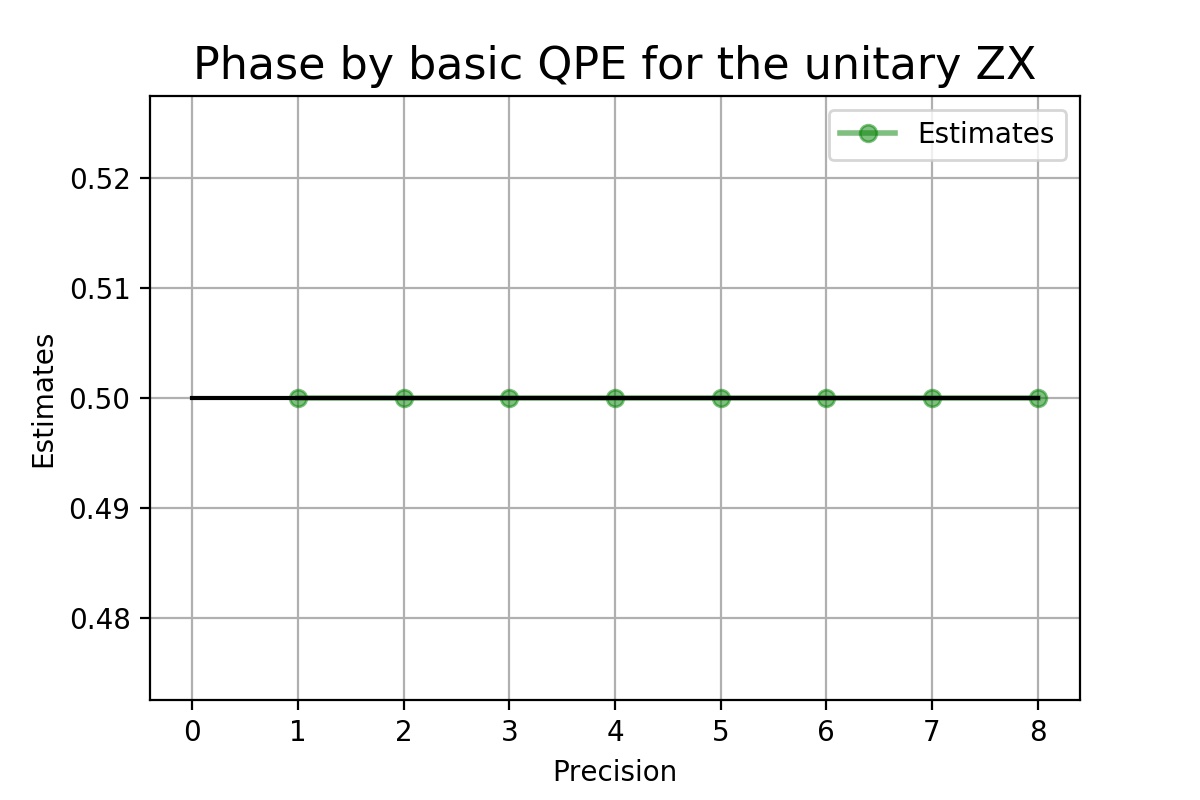 Phase by basic QPE for the unitary ZX
Estimates
0.52
0.51
0.50
0.49
0.48
Estimates
0 1 2 3 4 5 6 7 8
Precision